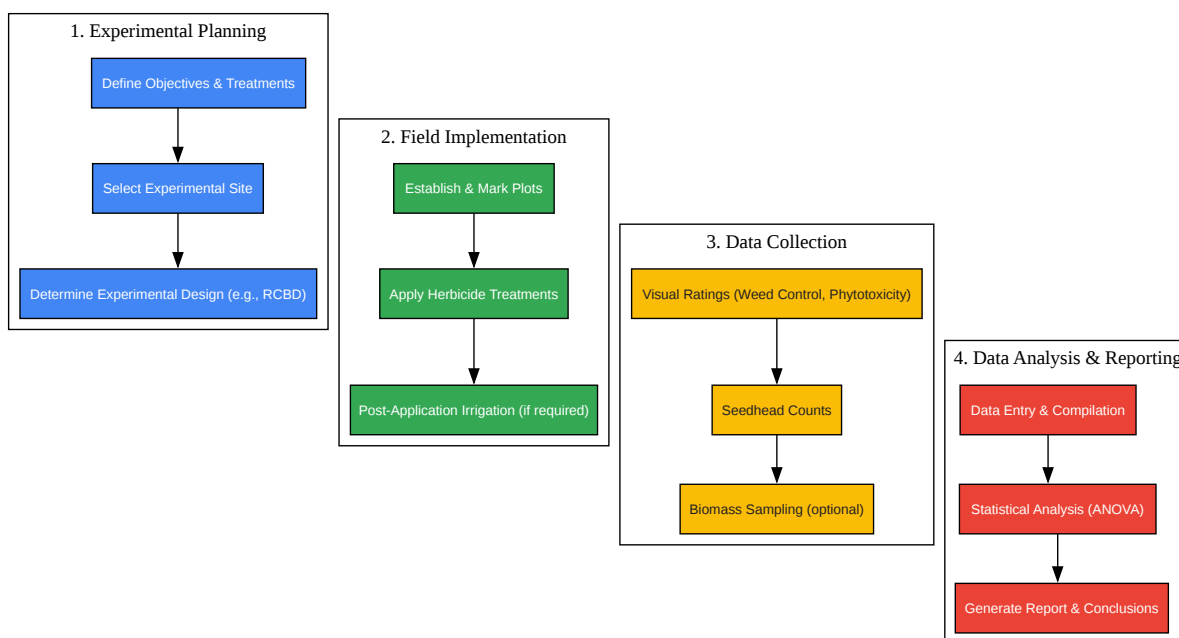 1. Experimental Planning
Define Objectives & Treatments
Select Experimental Site
Determine Experimental Design (e.g., RCBD)
2. Field Implementation
Establish & Mark Plots
Apply Herbicide Treatments
Post-Application Irrigation (if required)
3. Data Collection
Visual Ratings (Weed Control, Phytotoxicity)
Seedhead Counts
Biomass Sampling (optional)
4. Data Analysis & Reporting
Data Entry & Compilation
Statistical Analysis (ANOVA)
Generate Report & Conclusions